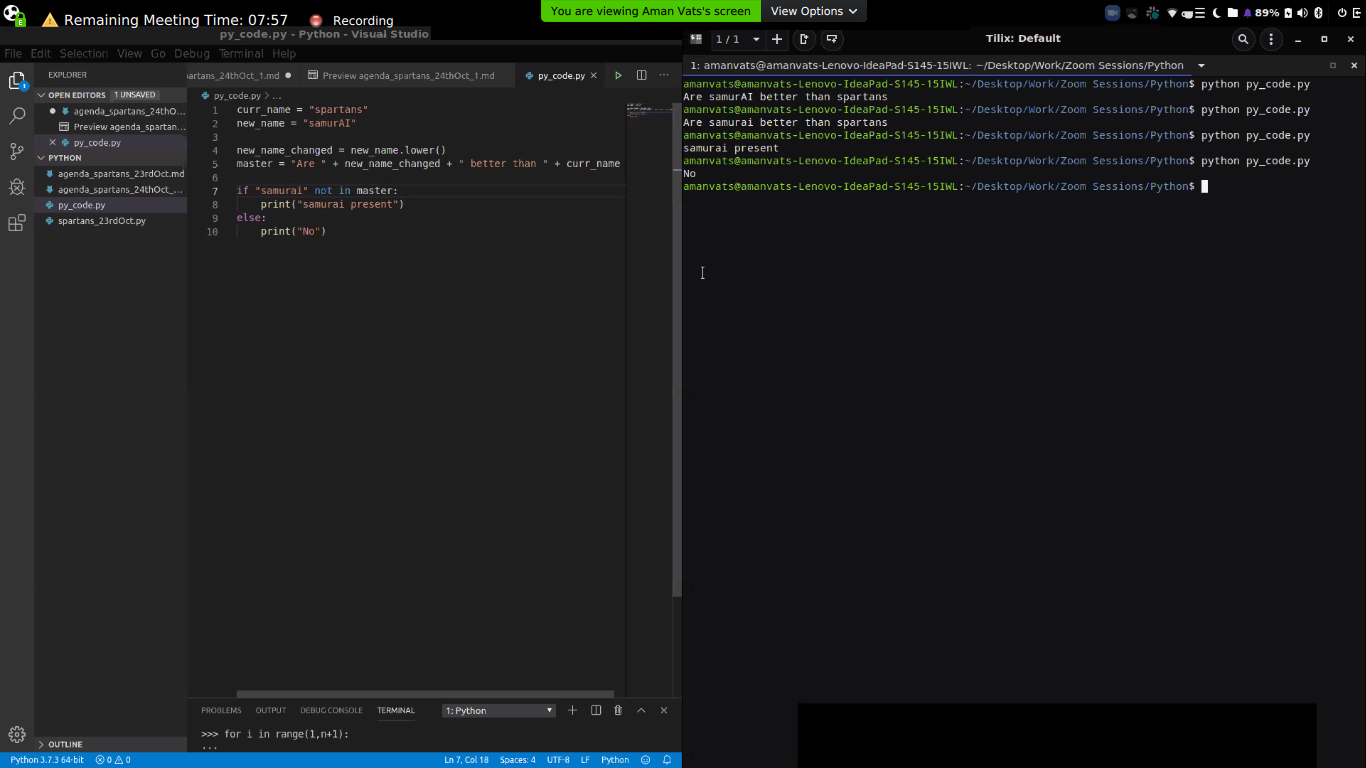 Remaining Meeting Time: 07:57
Recording
You are viewing Aman Vats's screen
View Options
89%
py_code.py - Python - Visual Studio
File Edit Selection View Go Debug Terminal Help
EXPLORER
OPEN EDITORS 1 UNSAVED
agenda_spartans_24thO...
Preview agenda_spartan...
py_code.py
PYTHON
agenda_spartans_23rdOct.md
agenda_spartans_24thOct_...
py_code.py
spartans_23rdOct.py
OUTLINE
artans_24thOct_1.md
Preview agenda_spartans_24thOct_1.md
py_code.py
py_code.py > ...
1 curr_name = "spartans"
2 new_name = "samurAI"
3
4 new_name_changed = new_name.lower()
5 master = "Are " + new_name_changed + " better than " + curr_name
6
7 if "samurai" not in master:
8 print("samurai present")
9 else:
10 print("No")
PROBLEMS OUTPUT DEBUG CONSOLE TERMINAL 1: Python
>>> for i in range(1,n+1):
...
Python 3.7.3 64-bit 0 0 Ln 7, Col 18 Spaces: 4 UTF-8 LF Python
1 / 1
Tilix: Default
1: amanvats@amanvats-Lenovo-IdeaPad-S145-15IWL: ~/Desktop/Work/Zoom Sessions/Python
amanvats@amanvats-Lenovo-IdeaPad-S145-15IWL:~/Desktop/Work/Zoom Sessions/Python$ python py_code.py
Are samurAI better than spartans
amanvats@amanvats-Lenovo-IdeaPad-S145-15IWL:~/Desktop/Work/Zoom Sessions/Python$ python py_code.py
Are samurai better than spartans
amanvats@amanvats-Lenovo-IdeaPad-S145-15IWL:~/Desktop/Work/Zoom Sessions/Python$ python py_code.py
samurai present
amanvats@amanvats-Lenovo-IdeaPad-S145-15IWL:~/Desktop/Work/Zoom Sessions/Python$ python py_code.py
No
amanvats@amanvats-Lenovo-IdeaPad-S145-15IWL:~/Desktop/Work/Zoom Sessions/Python$